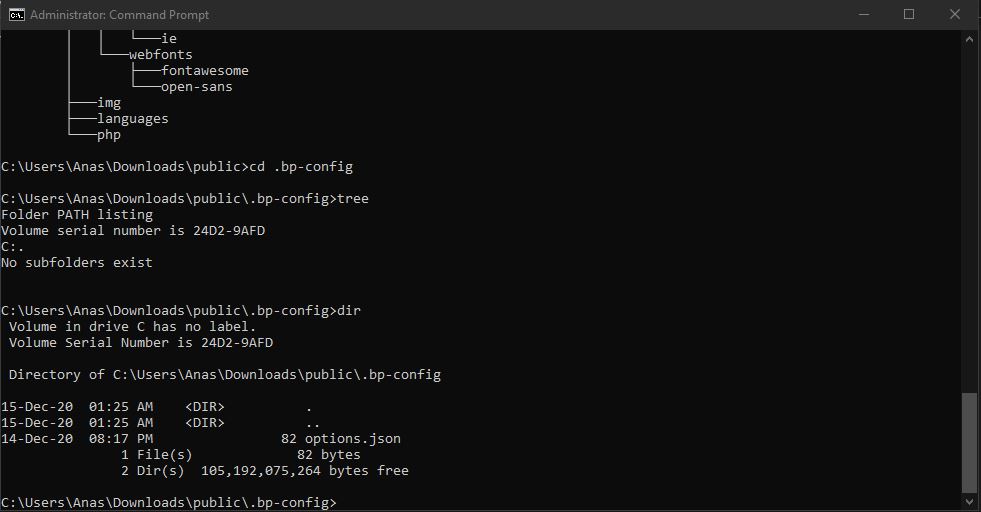 Administrator: Command Prompt
│   │   └───ie
│   └───webfonts
│       ├───fontawesome
│       └───open-sans
├───img
├───languages
└───php
C:\Users\Anas\Downloads\public>cd .bp-config
C:\Users\Anas\Downloads\public\.bp-config>tree
Folder PATH listing
Volume serial number is 24D2-9AFD
C:.
No subfolders exist
C:\Users\Anas\Downloads\public\.bp-config>dir
 Volume in drive C has no label.
 Volume Serial Number is 24D2-9AFD
 Directory of C:\Users\Anas\Downloads\public\.bp-config
15-Dec-20  01:25 AM    <DIR>          .
15-Dec-20  01:25 AM    <DIR>          ..
14-Dec-20  08:17 PM                82 options.json
               1 File(s)             82 bytes
               2 Dir(s)  105,192,075,264 bytes free
C:\Users\Anas\Downloads\public\.bp-config>